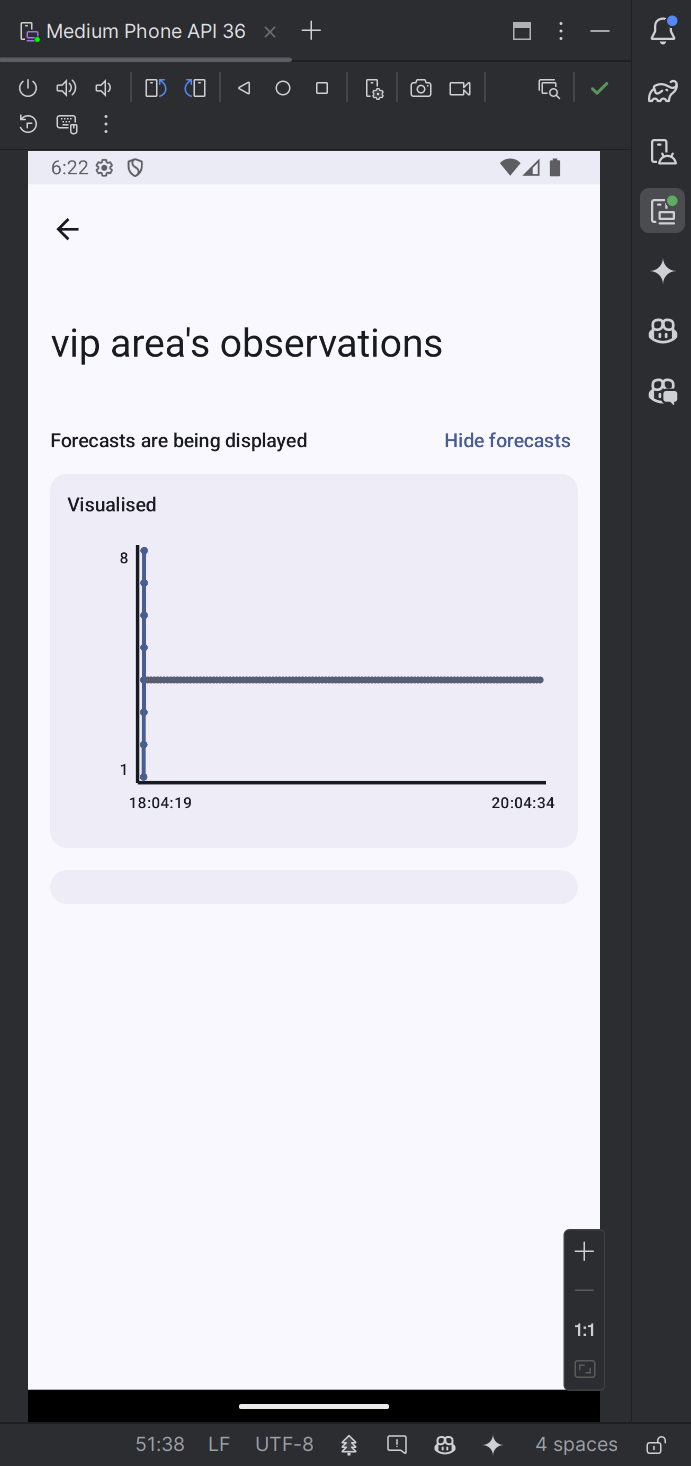 Medium Phone API 36
6:22
vip area's observations
Forecasts are being displayed
Hide forecasts
Visualised
8
1
18:04:19
20:04:34
1:1
51:38
LF
UTF-8
4 spaces